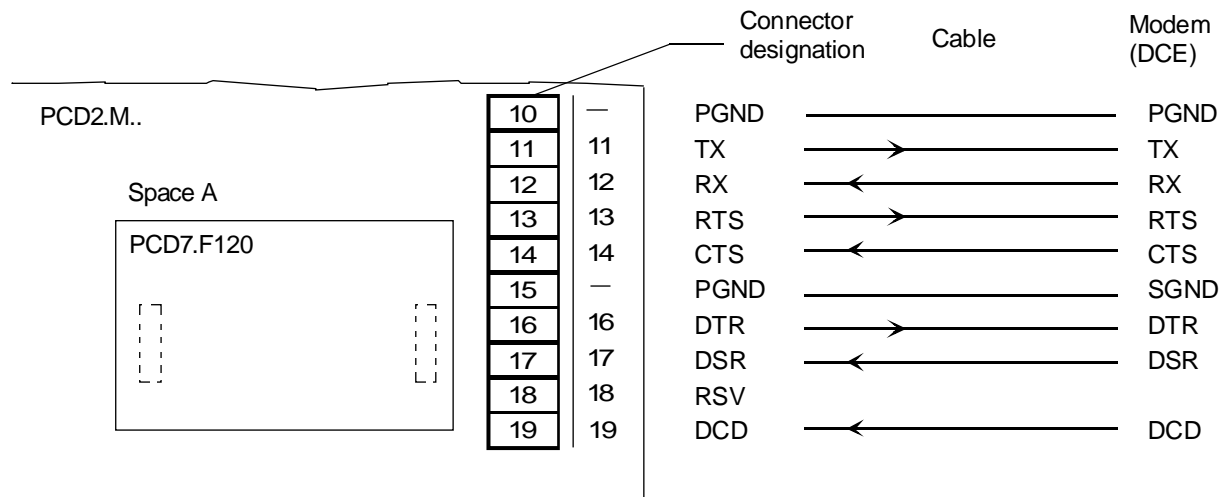 Connector designation Cable Modem (DCE)
PCD2.M..
Space A
PCD7.F120
10 — PGND PGND
11 11 TX TX
12 12 RX RX
13 13 RTS RTS
14 14 CTS CTS
15 — PGND SGND
16 16 DTR DTR
17 17 DSR DSR
18 18 RSV
19 19 DCD DCD